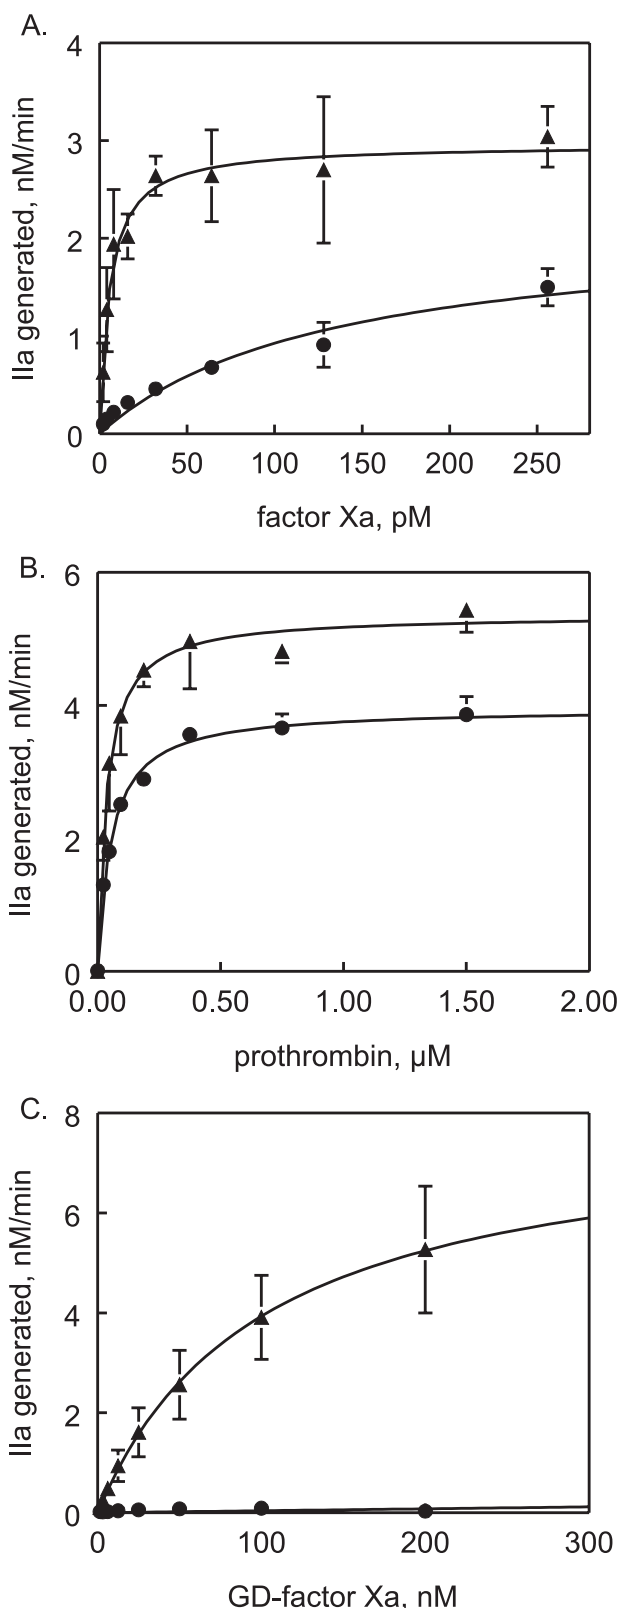 A.
4
3
2
1
0
IIa generated, nM/min
0 50 100 150 200 250
factor Xa, pM
B.
6
4
2
0
IIa generated, nM/min
0.00 0.50 1.00 1.50 2.00
prothrombin, µM
C.
8
6
4
2
0
IIa generated, nM/min
0 100 200 300
GD-factor Xa, nM